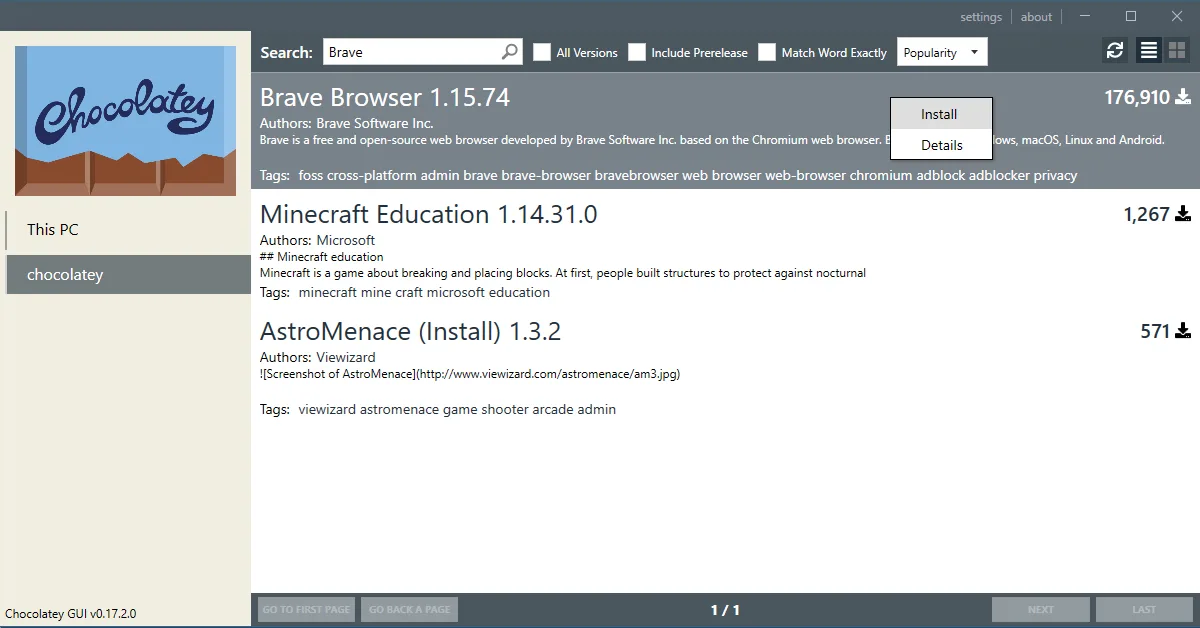 settings about
Search: Brave All Versions Include Prerelease Match Word Exactly Popularity
Chocolatey
This PC
chocolatey
Brave Browser 1.15.74 176,910
Authors: Brave Software Inc.
Brave is a free and open-source web browser developed by Brave Software Inc. based on the Chromium web browser. macOS, Linux and Android.
Install
Details
Tags: foss cross-platform admin brave brave-browser bravebrowser web browser web-browser chromium adblock adblocker privacy
Minecraft Education 1.14.31.0 1,267
Authors: Microsoft
## Minecraft education
Minecraft is a game about breaking and placing blocks. At first, people built structures to protect against nocturnal
Tags: minecraft mine craft microsoft education
AstroMenace (Install) 1.3.2 571
Authors: Viewizard
![Screenshot of AstroMenace](http://www.viewizard.com/astromenace/am3.jpg)
Tags: viewizard astromenace game shooter arcade admin
Chocolatey GUI v0.17.2.0
GO TO FIRST PAGE GO BACK A PAGE 1 / 1 NEXT LAST